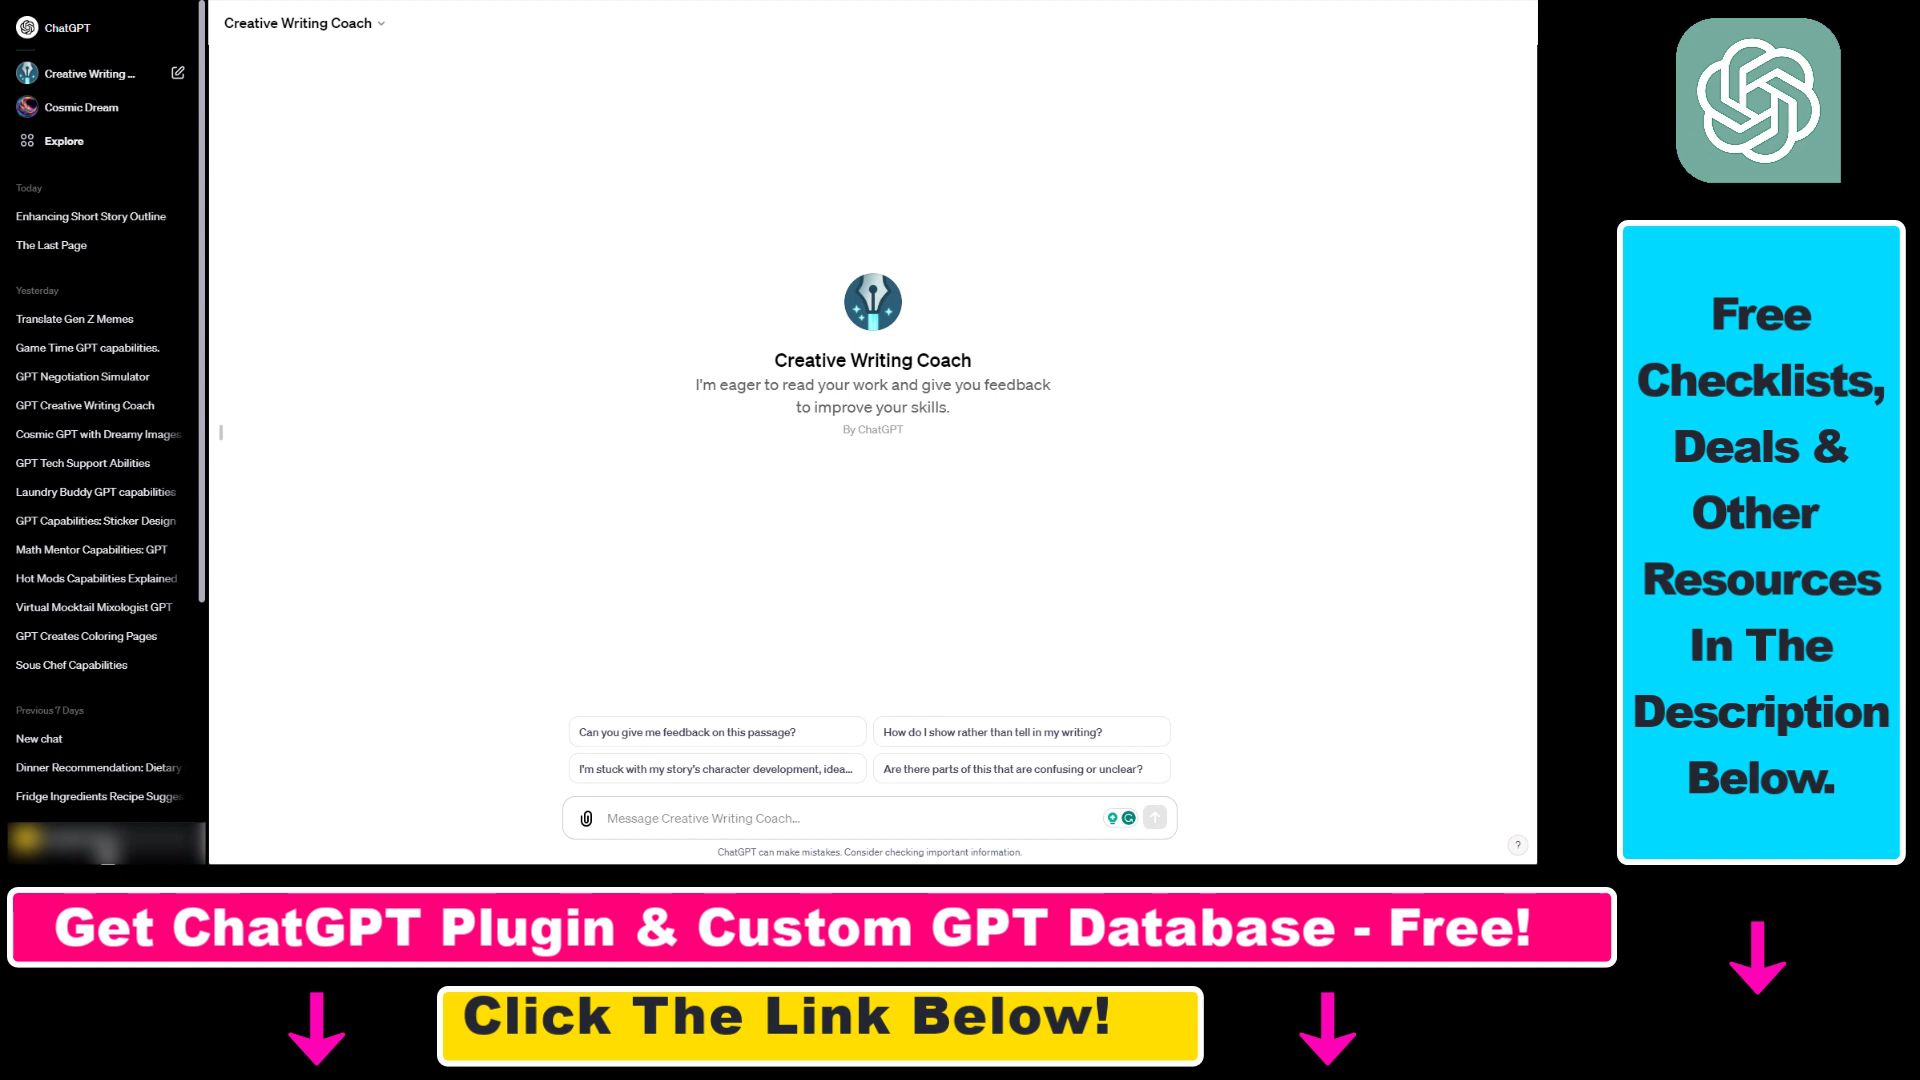 ChatGPT
Creative Writing ...
Cosmic Dream
Explore
Today
Enhancing Short Story Outline
The Last Page
Yesterday
Translate Gen Z Memes
Game Time GPT capabilities.
GPT Negotiation Simulator
GPT Creative Writing Coach
Cosmic GPT with Dreamy Images
GPT Tech Support Abilities
Laundry Buddy GPT capabilities
GPT Capabilities: Sticker Design
Math Mentor Capabilities: GPT
Hot Mods Capabilities Explained
Virtual Mocktail Mixologist GPT
GPT Creates Coloring Pages
Sous Chef Capabilities
Previous 7 Days
New chat
Dinner Recommendation: Dietary
Fridge Ingredients Recipe Sugges
Creative Writing Coach
Creative Writing Coach
I'm eager to read your work and give you feedback
to improve your skills.
By ChatGPT
Can you give me feedback on this passage?
How do I show rather than tell in my writing?
I'm stuck with my story's character development, idea...
Are there parts of this that are confusing or unclear?
Message Creative Writing Coach...
ChatGPT can make mistakes. Consider checking important information.
?
Free
Checklists,
Deals &
Other
Resources
In The
Description
Below.
Get ChatGPT Plugin & Custom GPT Database - Free!
Click The Link Below!